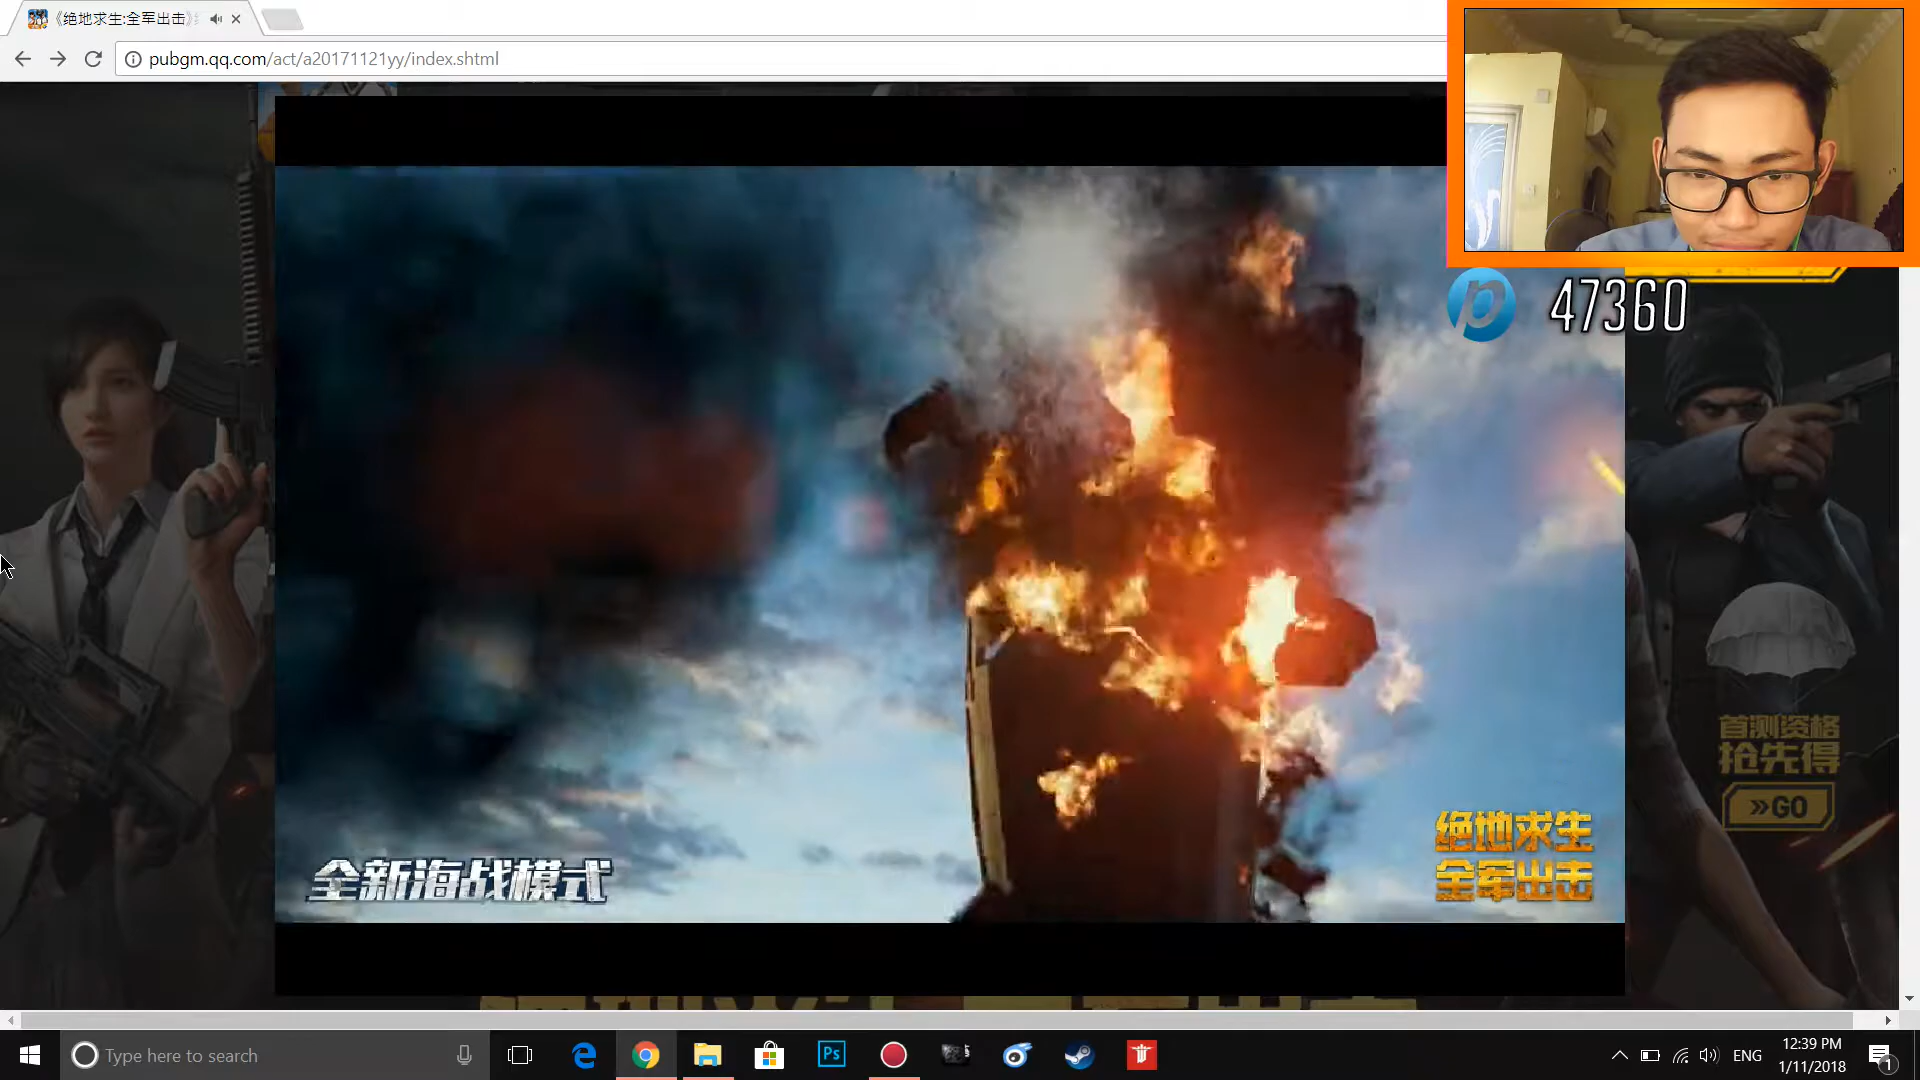 《绝地求生:全军出击》
pubgm.qq.com/act/a20171121yy/index.shtml
47360
首测资格
抢先得
»GO
绝地求生
全军出击
全新海战模式
Type here to search
Ps
ENG
12:39 PM
1/11/2018
1